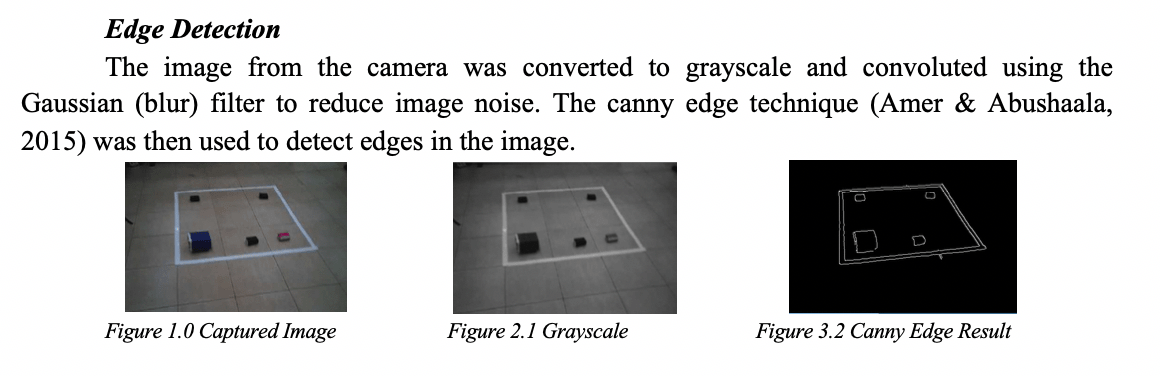 Edge Detection
The image from the camera was converted to grayscale and convoluted using the
Gaussian (blur) filter to reduce image noise. The canny edge technique (Amer & Abushaala,
2015) was then used to detect edges in the image.
Figure 1.0 Captured Image
Figure 2.1 Grayscale
Figure 3.2 Canny Edge Result